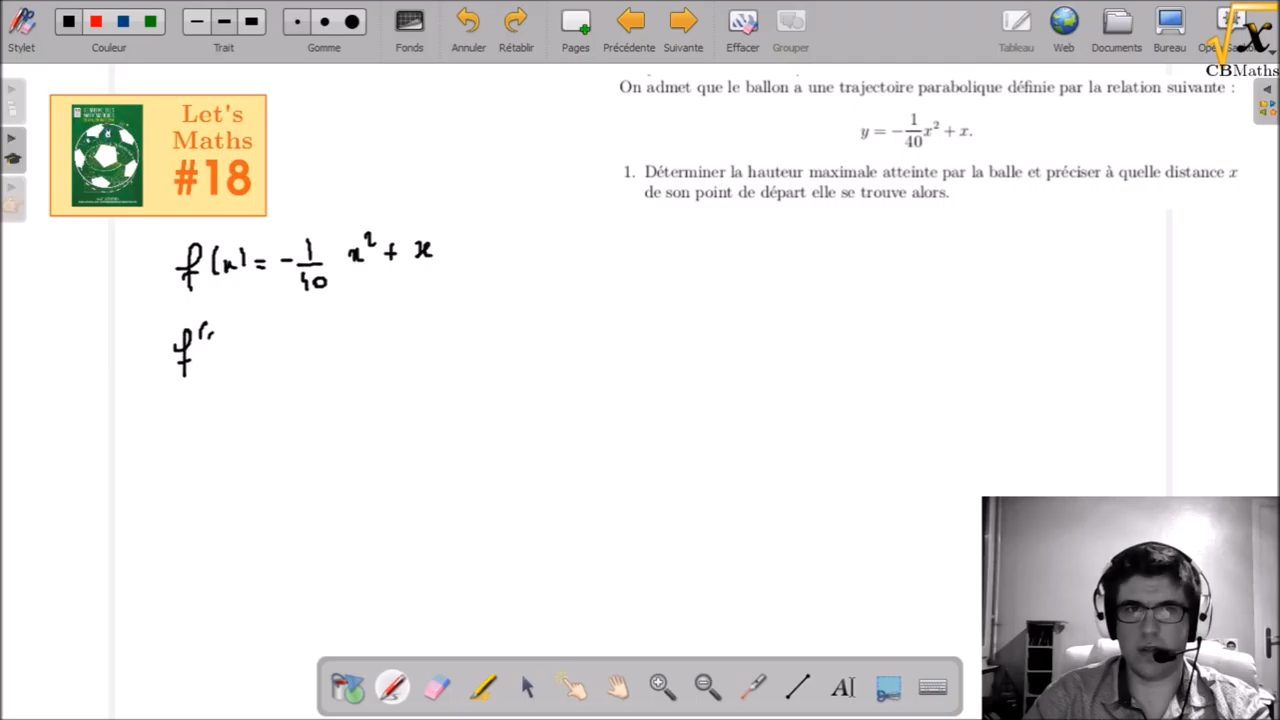 Stylet Couleur Trait Gomme Fonds Annuler Rétablir Pages Précédente Suivante Effacer Grouper Tableau Web Documents Bureau
CBMaths
Let's
Maths
#18
On admet que le ballon a une trajectoire parabolique définie par la relation suivante :
y = -1/40 x² + x.
1. Déterminer la hauteur maximale atteinte par la balle et préciser à quelle distance x
de son point de départ elle se trouve alors.
f(x) = -1/40 x² + x
f'(